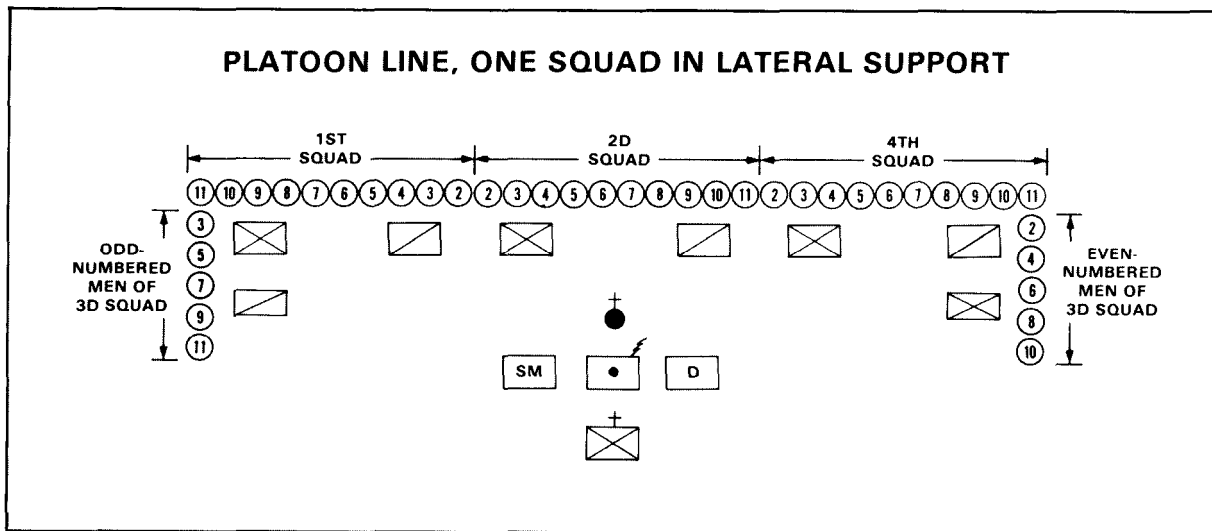 PLATOON LINE, ONE SQUAD IN LATERAL SUPPORT
1ST
SQUAD
2D
SQUAD
4TH
SQUAD
11 10 9 8 7 6 5 4 3 2 2 3 4 5 6 7 8 9 10 11 2 3 4 5 6 7 8 9 10 11
ODD-
NUMBERED
MEN OF
3D SQUAD
3
5
7
9
11
2
4
6
8
10
EVEN-
NUMBERED
MEN OF
3D SQUAD
SM
D